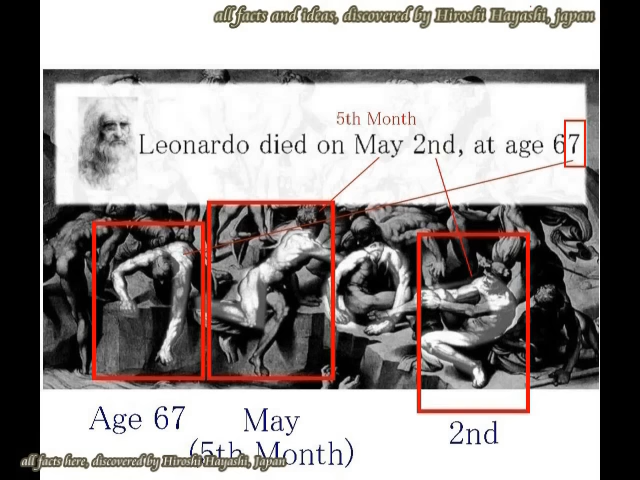 all facts and ideas, discovered by Hiroshi Hayashi, japan
5th Month
Leonardo died on May 2nd, at age 67
Age 67
May
2nd
(5th Month)
all facts here, discovered by Hiroshi Hayashi, Japan